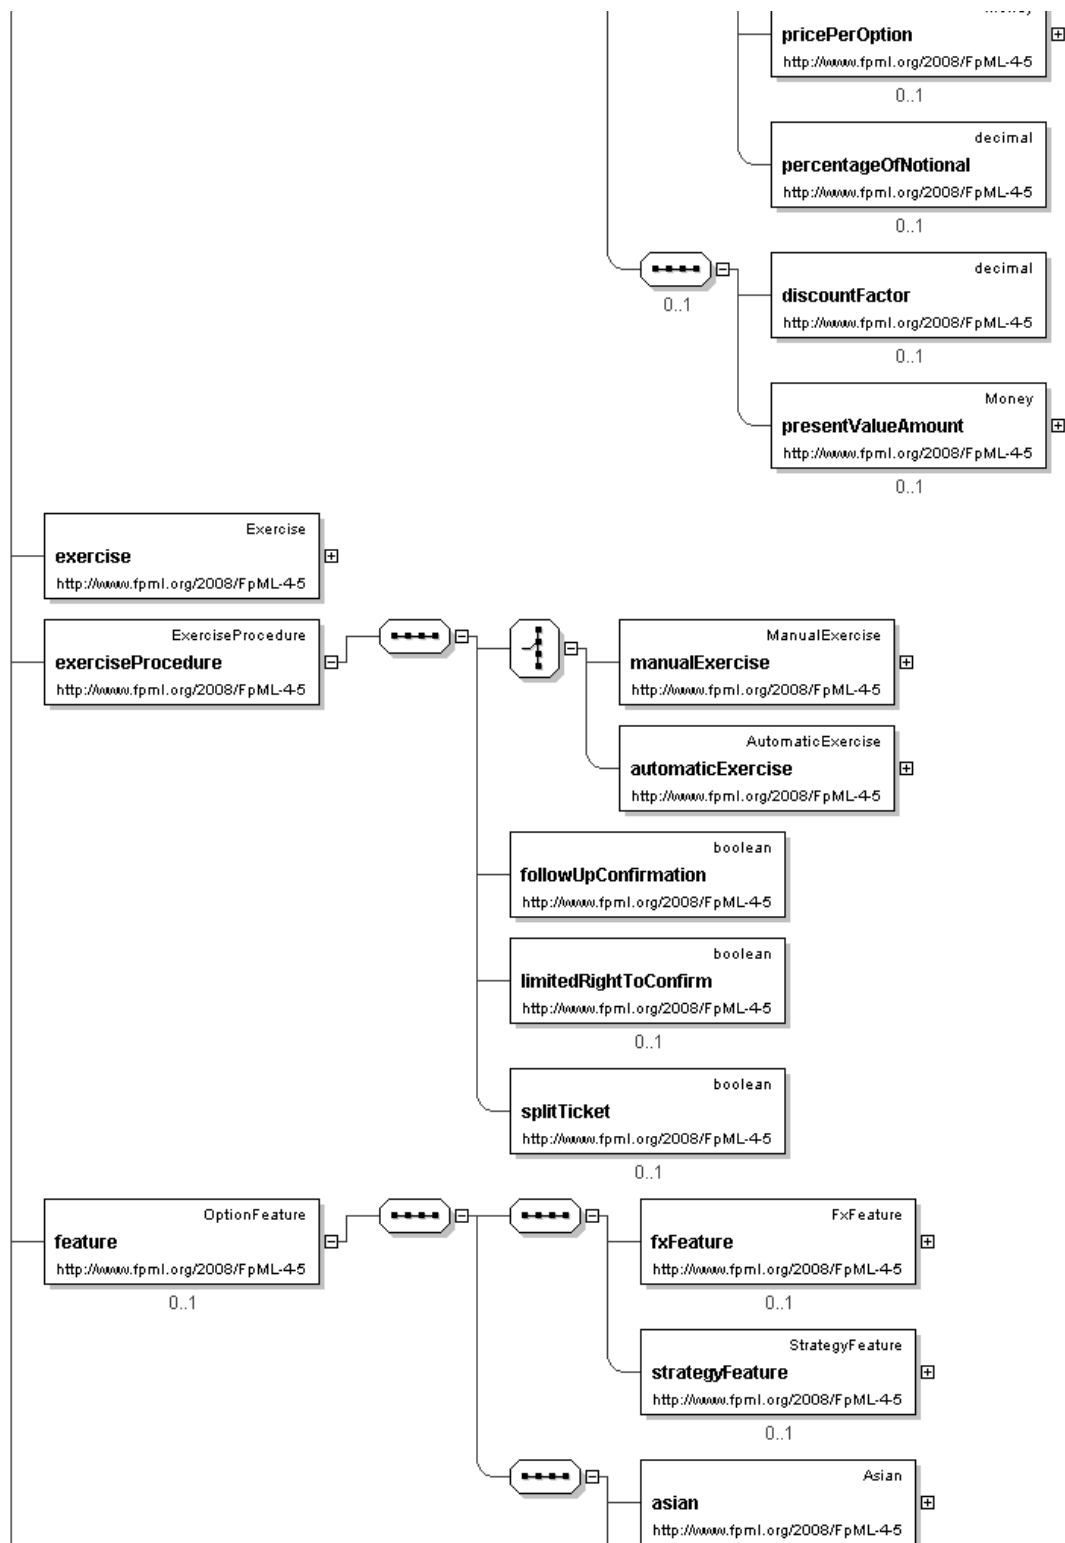 pricePerOption
http://www.fpml.org/2008/FpML-4-5
0..1
decimal
percentageOfNotional
http://www.fpml.org/2008/FpML-4-5
0..1
decimal
discountFactor
http://www.fpml.org/2008/FpML-4-5
0..1
0..1
Money
presentValueAmount
http://www.fpml.org/2008/FpML-4-5
0..1
Exercise
exercise
http://www.fpml.org/2008/FpML-4-5
ExerciseProcedure
exerciseProcedure
http://www.fpml.org/2008/FpML-4-5
ManualExercise
manualExercise
http://www.fpml.org/2008/FpML-4-5
AutomaticExercise
automaticExercise
http://www.fpml.org/2008/FpML-4-5
boolean
followUpConfirmation
http://www.fpml.org/2008/FpML-4-5
boolean
limitedRightToConfirm
http://www.fpml.org/2008/FpML-4-5
0..1
boolean
splitTicket
http://www.fpml.org/2008/FpML-4-5
0..1
OptionFeature
feature
http://www.fpml.org/2008/FpML-4-5
0..1
FxFeature
fxFeature
http://www.fpml.org/2008/FpML-4-5
0..1
StrategyFeature
strategyFeature
http://www.fpml.org/2008/FpML-4-5
0..1
Asian
asian
http://www.fpml.org/2008/FpML-4-5